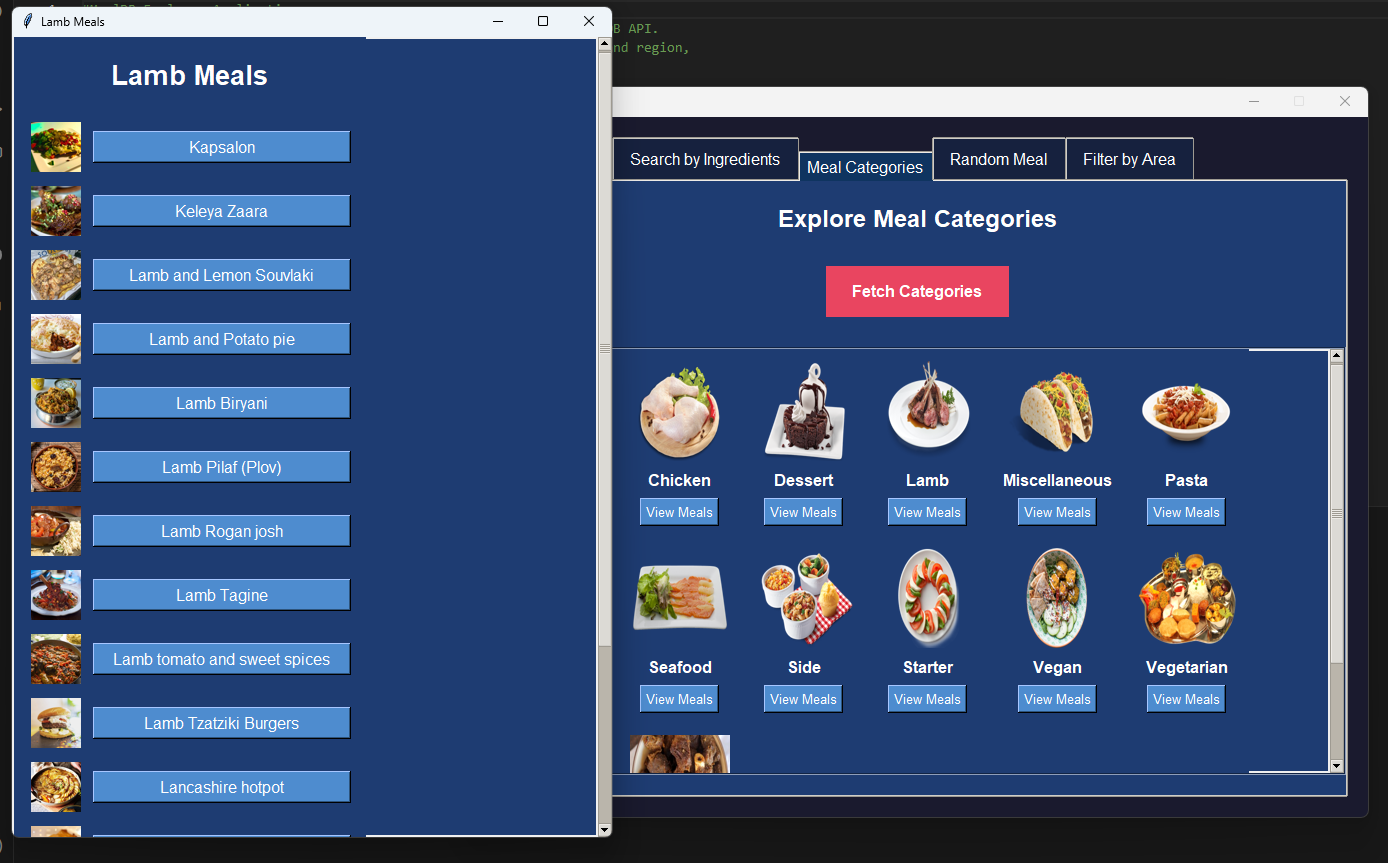 Lamb Meals
B API.
nd region,
Lamb Meals
Kapsalon
Keleya Zaara
Lamb and Lemon Souvlaki
Lamb and Potato pie
Lamb Biryani
Lamb Pilaf (Plov)
Lamb Rogan josh
Lamb Tagine
Lamb tomato and sweet spices
Lamb Tzatziki Burgers
Lancashire hotpot
Search by Ingredients
Meal Categories
Random Meal
Filter by Area
Explore Meal Categories
Fetch Categories
Chicken
Dessert
Lamb
Miscellaneous
Pasta
View Meals
View Meals
View Meals
View Meals
View Meals
Seafood
Side
Starter
Vegan
Vegetarian
View Meals
View Meals
View Meals
View Meals
View Meals